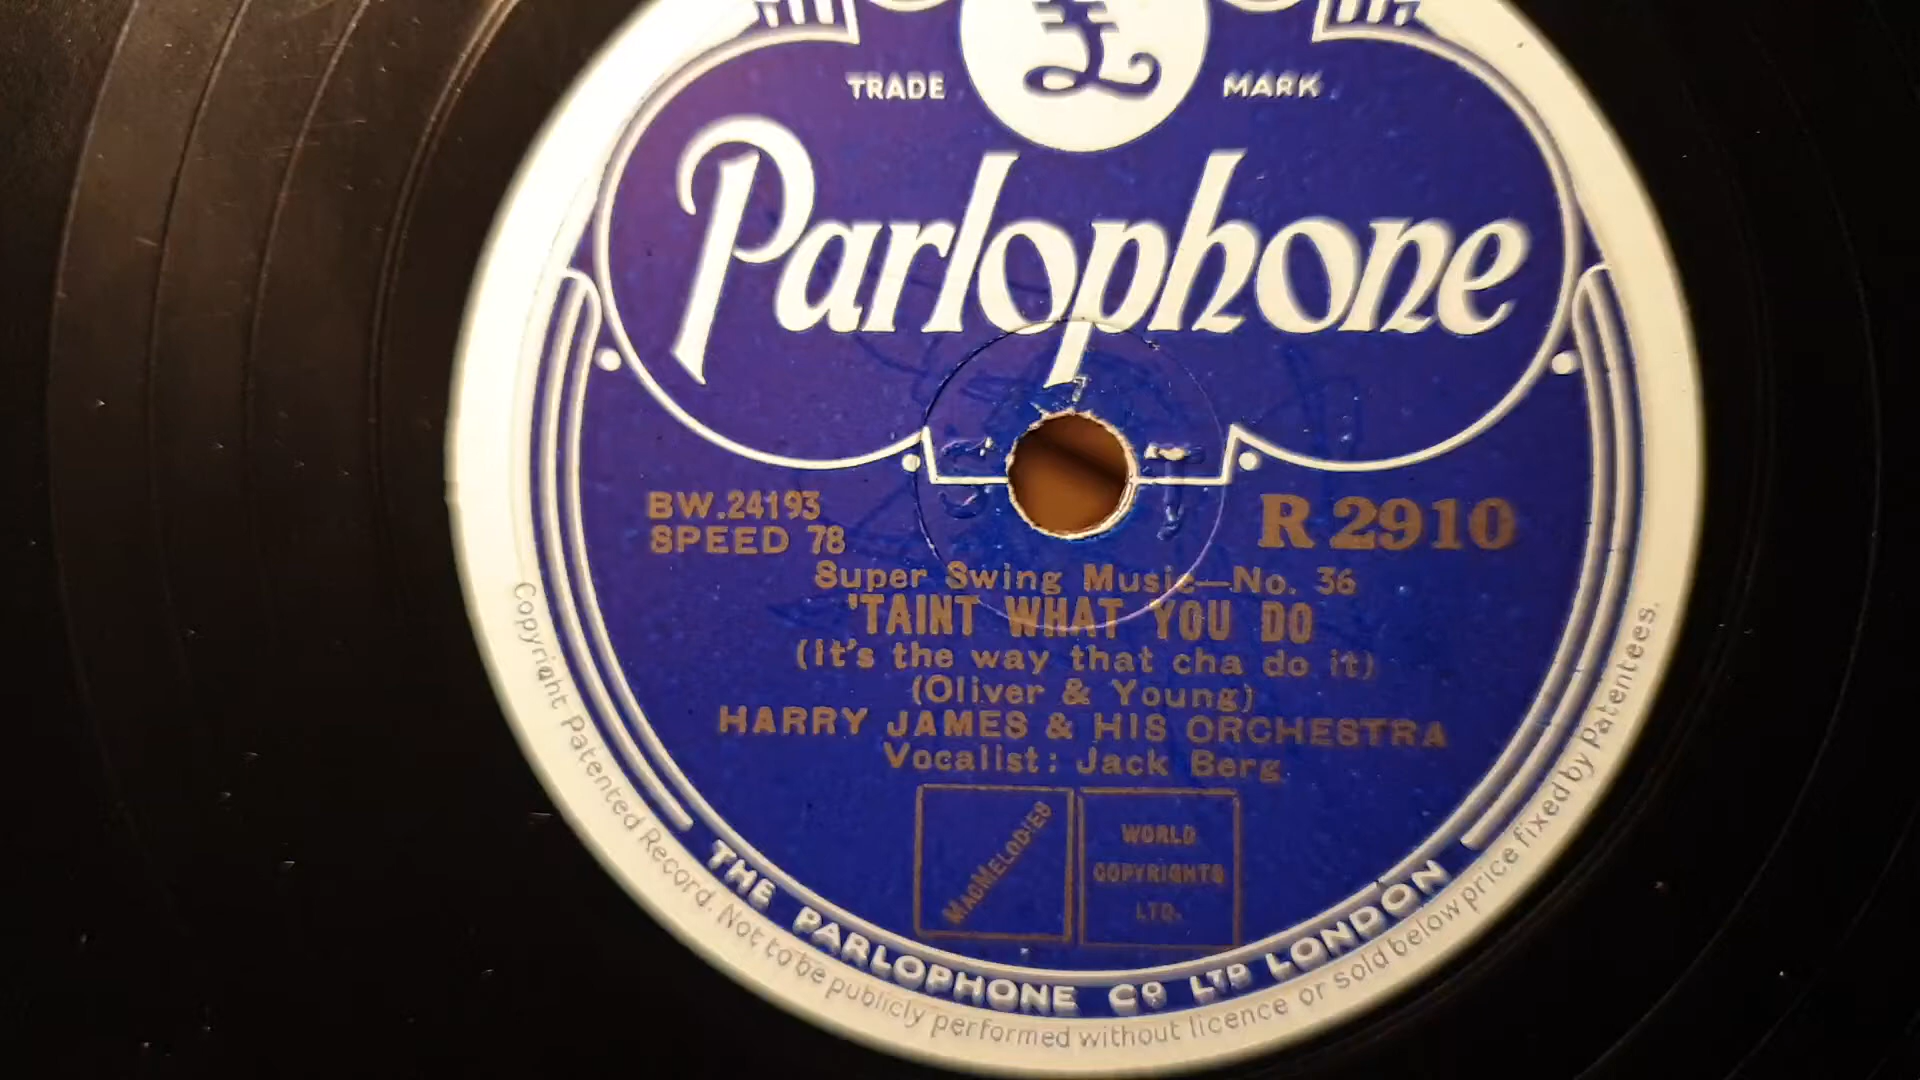 £
TRADE MARK
Parlophone
BW.24193
SPEED 78
R 2910
Super Swing Music—No. 36
'TAINT WHAT YOU DO
(It's the way that cha do it)
(Oliver & Young)
HARRY JAMES & HIS ORCHESTRA
Vocalist: Jack Berg
MACMELODIES
WORLD
COPYRIGHTS
LTD.
THE PARLOPHONE CO LTD LONDON
Copyright Patented Record. Not to be publicly performed without licence or sold below price fixed by Patentees.